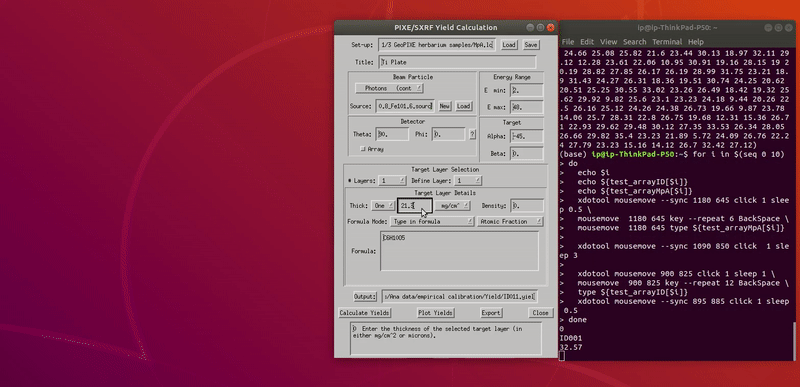 PIXE/SXRF Yield Calculation
Set-up: 1/3 GeoPIXE herbarium samples/MpA.lc Load Save
Title: Ti Plate
Beam Particle
Photons (cont
Source: 0.8_Fe101.6.sourc New Load
Energy Range
E min: 2.
E max: 48.
Detector
Theta: 90. Phi: 0. ?
Array
Target
Alpha: -45.
Beta: 0.
Target Layer Selection
# Layers: 1 Define Layer: 1
Target Layer Details
Thick: One 21.3 mg/cm^ Density: 0.
Formula Mode: Type in Formula Atomic Fraction
Formula: C6H10O5
Output: s/Ana data/empirical calibration/Yield/ID011.yiel
Calculate Yields Plot Yields Export Close
0 Enter the thickness of the selected target layer (in
either mg/cm^2 or microns).
ip@ip-ThinkPad-P50: ~
File Edit View Search Terminal Help
24.66 25.08 25.82 21.6 23.44 30.13 18.97 32.11 29
.12 12.28 23.61 22.06 10.95 30.91 19.16 28.15 19 2
0.19 28.82 27.85 26.17 26.19 28.99 31.75 23.21 18.
9 31.43 24.27 26.31 18.36 19.51 30.74 24.25 20.62
20.51 25.25 30.55 33.02 23.26 26.49 18.42 19.32 25
.62 29.92 9.82 25.6 23.1 23.23 24.18 9.44 20.26 22
.5 26.16 25.12 24.26 24.38 26.73 19.66 9.87 23.78
14.06 25.7 28.31 22.8 26.75 19.68 12.31 15.36 26.7
1 22.93 29.62 29.48 30.12 27.35 33.53 26.34 28.05
26.66 29.82 35.4 23.23 21.89 5.72 24.09 26.76 22.2
4 27.79 23.23 15.16 14.12 26.7 32.42 27.12)
(base) ip@ip-ThinkPad-P50:~$ for i in $(seq 0 10)
> do
> echo $i
> echo ${test_arrayID[$i]}
> echo ${test_arrayMpA[$i]}
> xdotool mousemove --sync 1180 645 click 1 sleep
0.5 \
> mousemove 1180 645 key --repeat 6 BackSpace \
> mousemove 1180 645 type ${test_arrayMpA[$i]}
>
> xdotool mousemove --sync 1090 850 click 1 sleep
3
>
> xdotool mousemove 900 825 click 1 sleep 1 \
> mousemove 900 825 key --repeat 12 BackSpace \
> type ${test_arrayID[$i]}
> xdotool mousemove --sync 895 885 click 1 sleep
0.5
> done
0
ID001
32.57